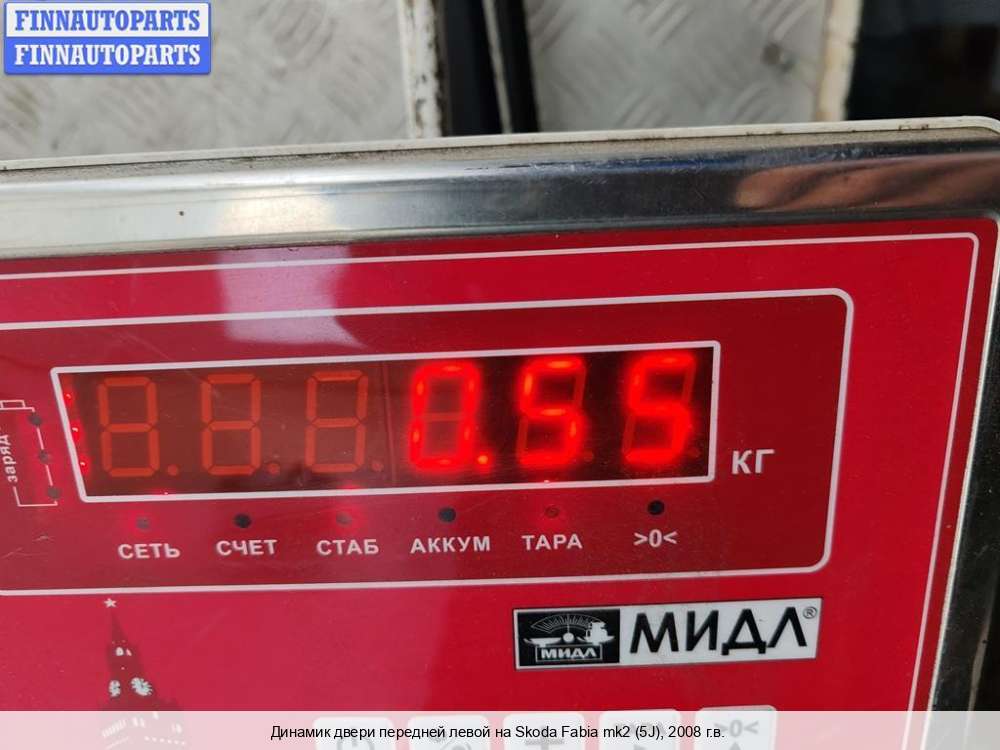 FINNAUTOPARTS
FINNAUTOPARTS
0.55
КГ
заряд
СЕТЬ СЧЕТ СТАБ АККУМ ТАРА >0<
МИДЛ
МИДЛ®
>0<
Динамик двери передней левой на Skoda Fabia mk2 (5J), 2008 г.в.